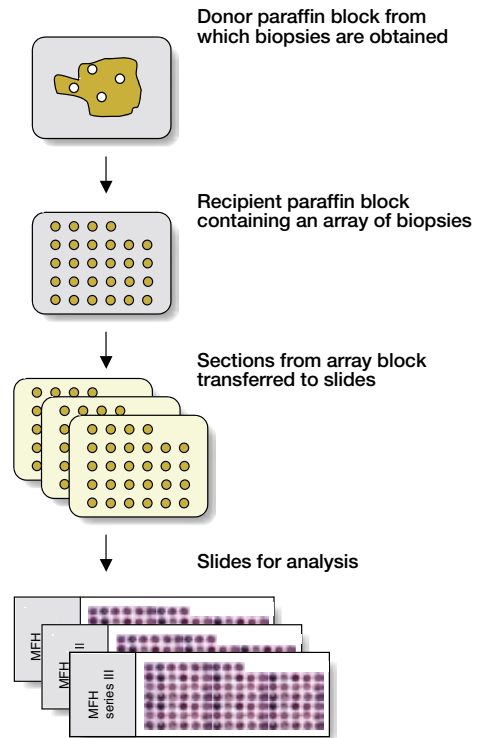 Donor paraffin block from
which biopsies are obtained
Recipient paraffin block
containing an array of biopsies
Sections from array block
transferred to slides
Slides for analysis
MFH
MFH
II
MFH
series III